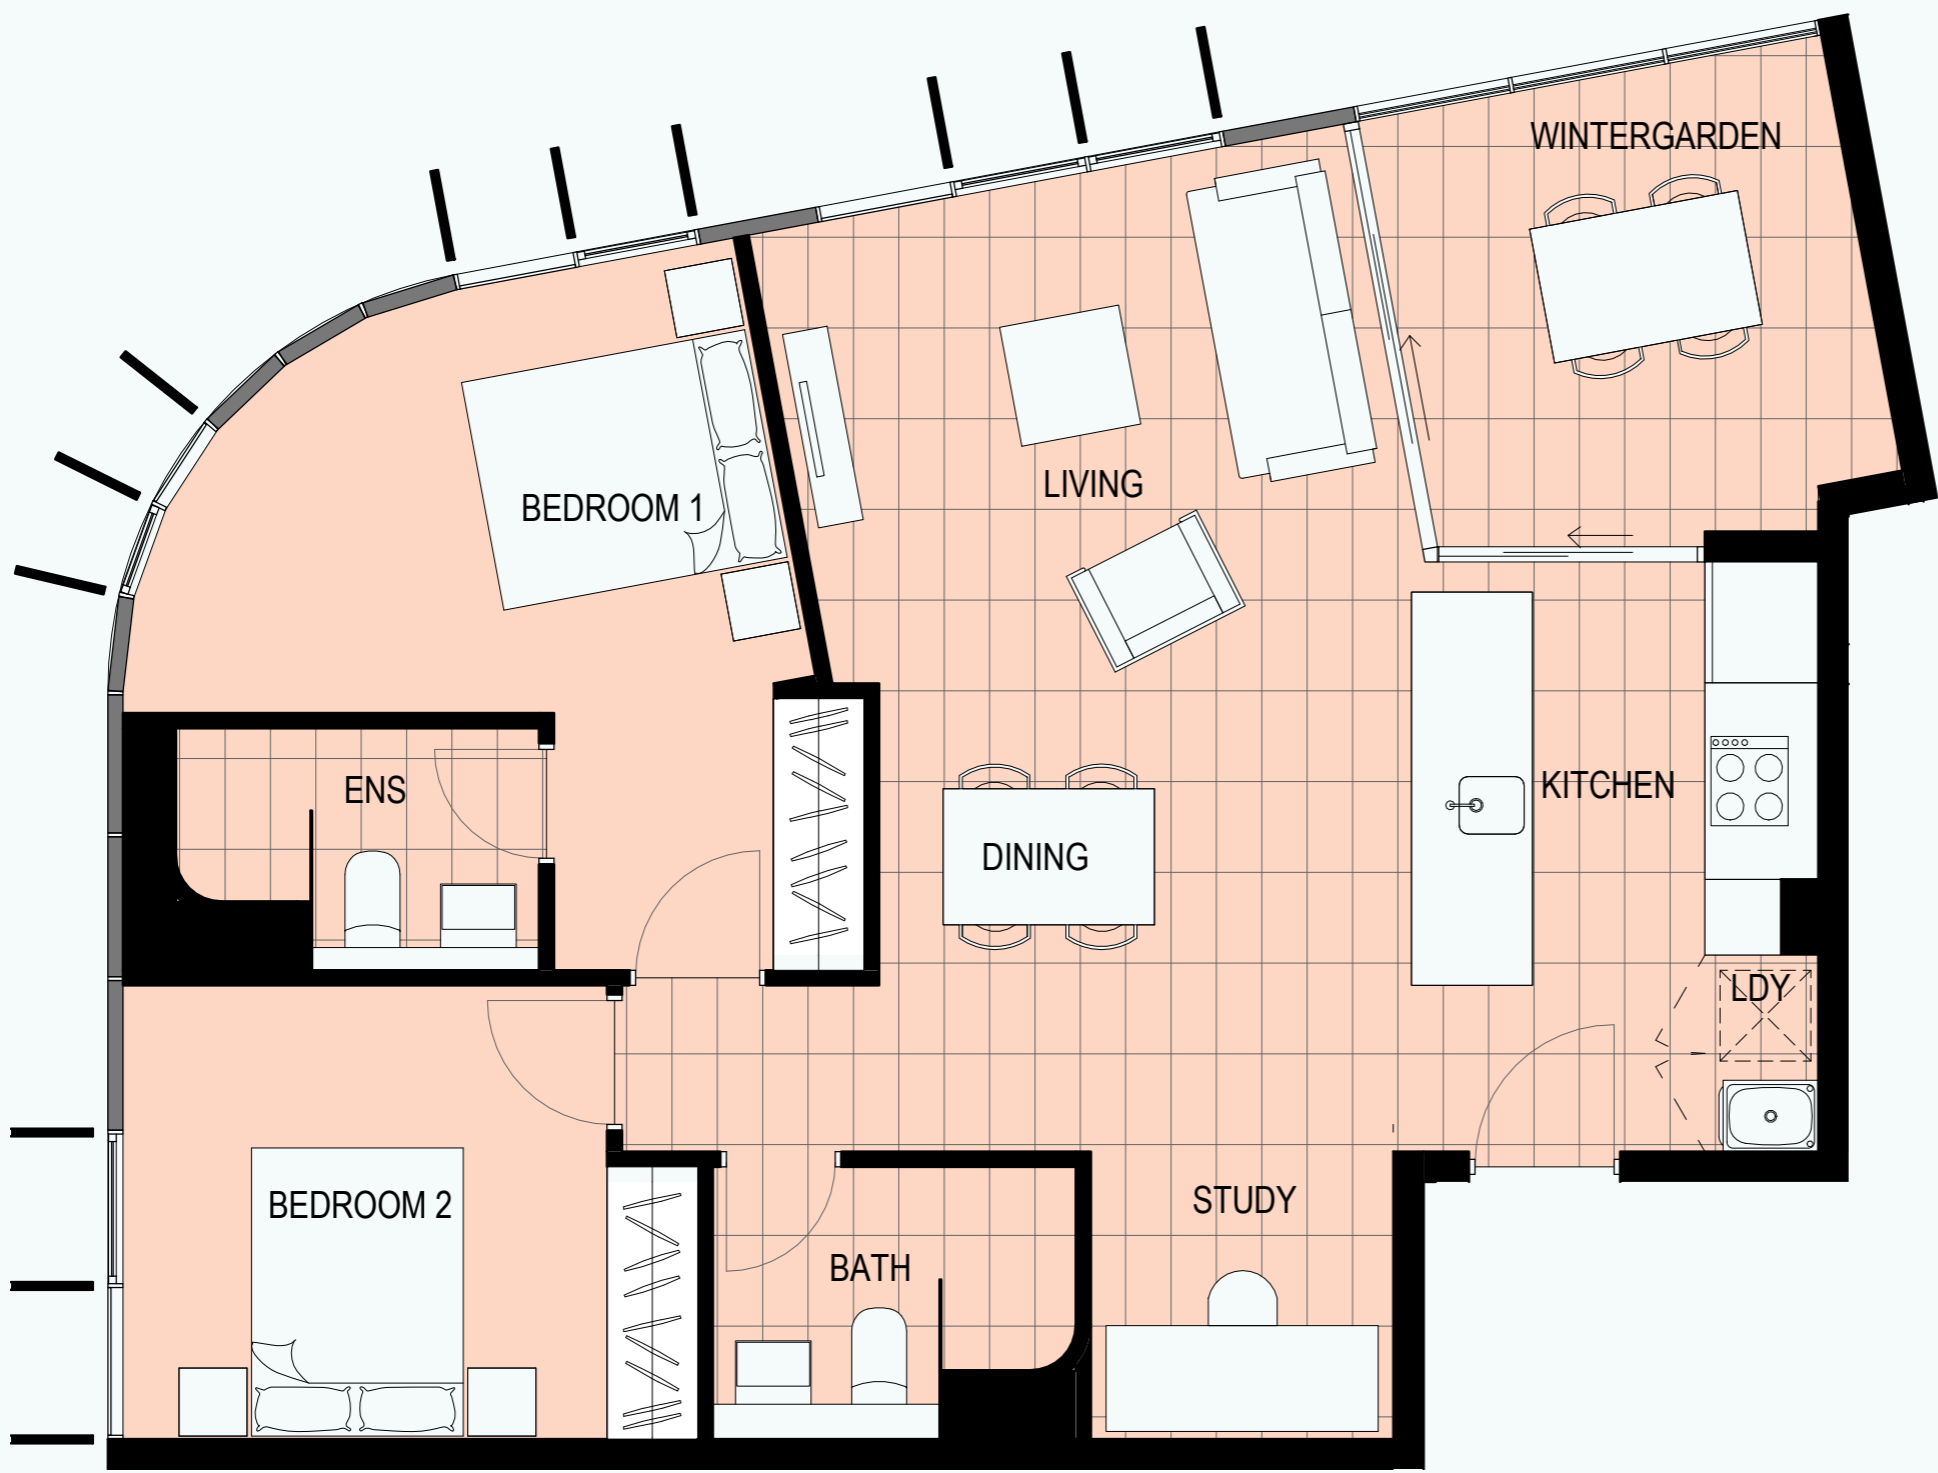 WINTERGARDEN
LIVING
BEDROOM 1
ENS
KITCHEN
DINING
LDY
BEDROOM 2
STUDY
BATH